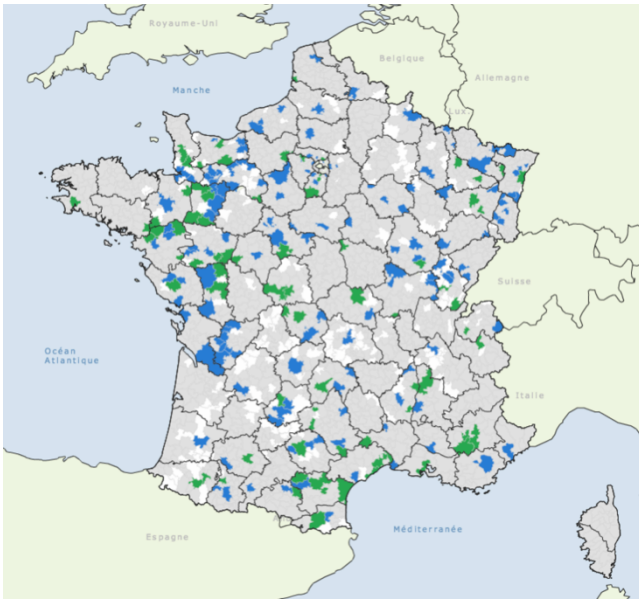 Royaume-Uni
Belgique
Allemagne
Manche
Lux.
Suisse
Océan
Atlantique
Italie
Méditerranée
Espagne